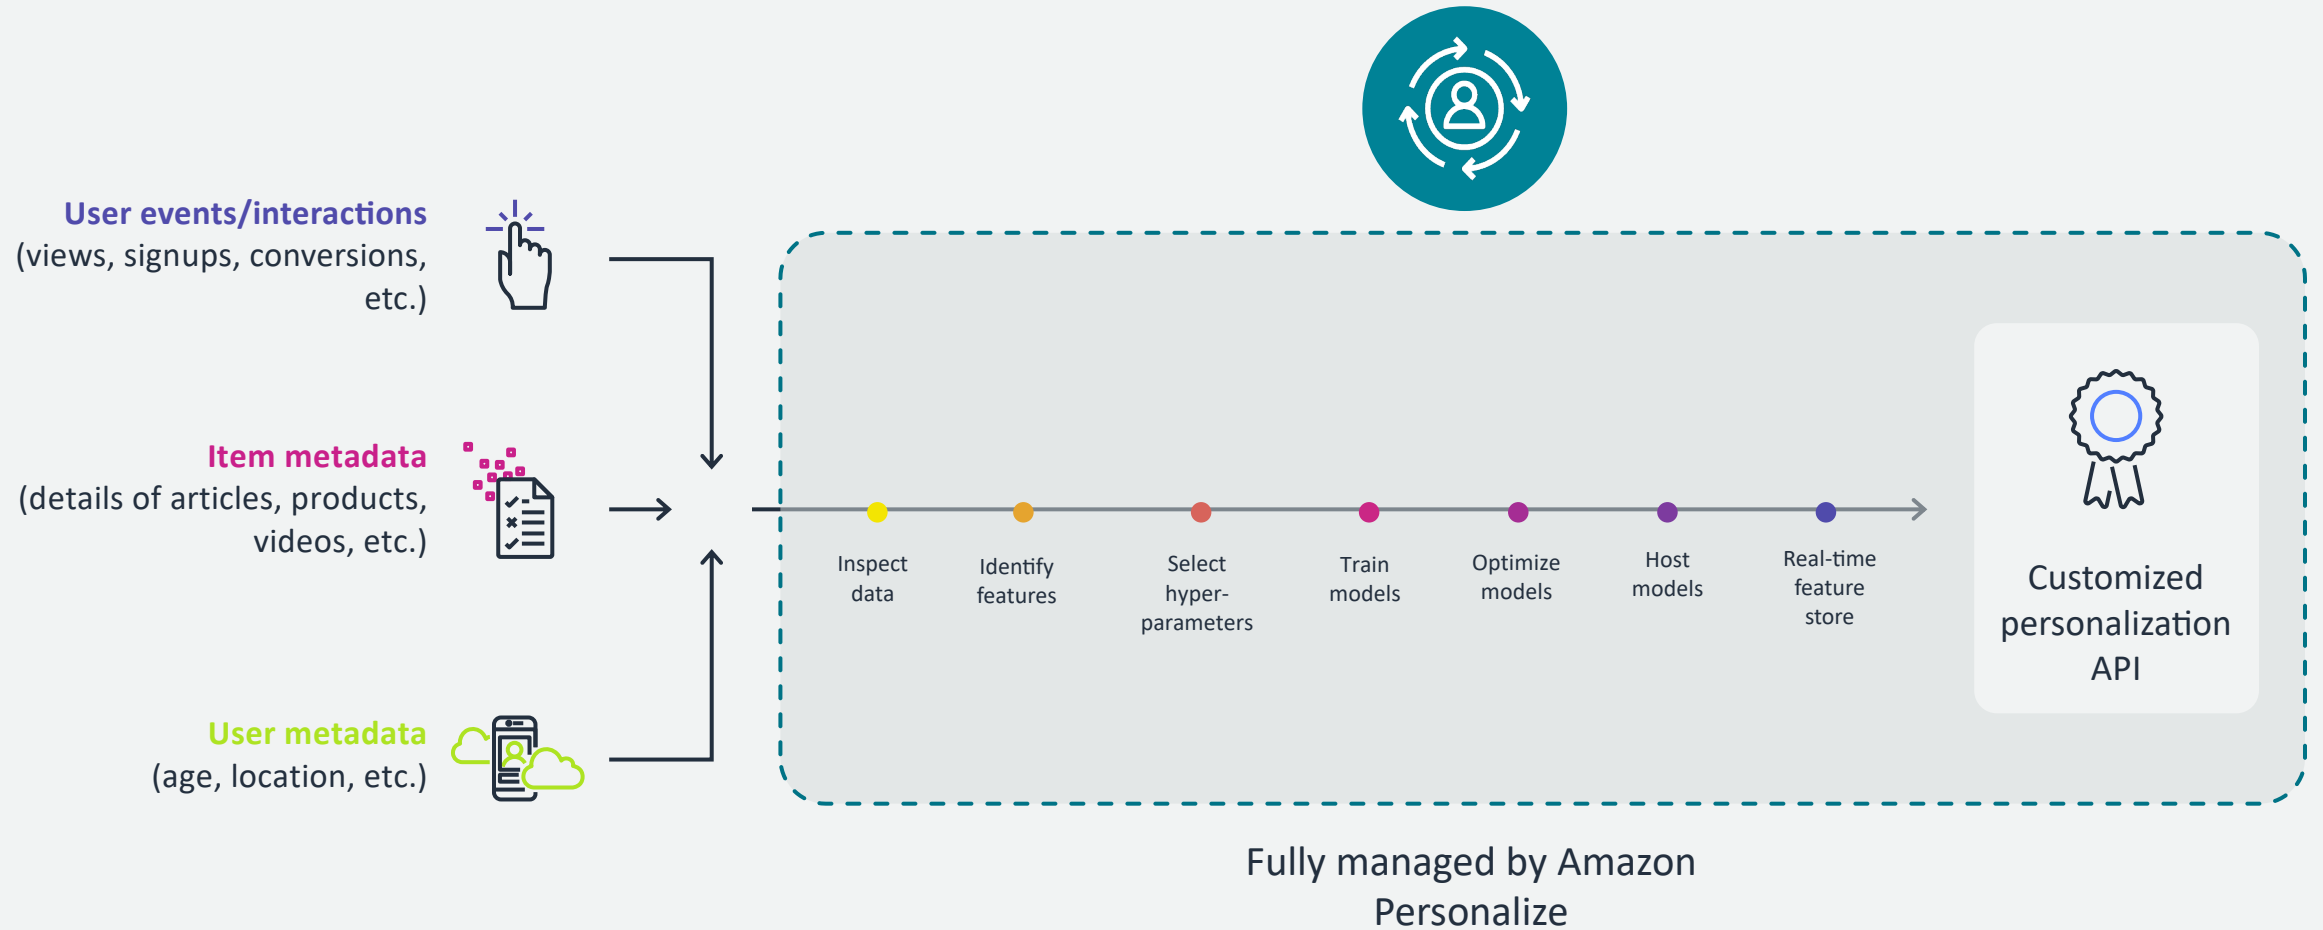 User events/interactions
(views, signups, conversions,
etc.)
Item metadata
(details of articles, products,
videos, etc.)
User metadata
(age, location, etc.)
Inspect
data
Identify
features
Select
hyper-
parameters
Train
models
Optimize
models
Host
models
Real-time
feature
store
Customized
personalization
API
Fully managed by Amazon
Personalize